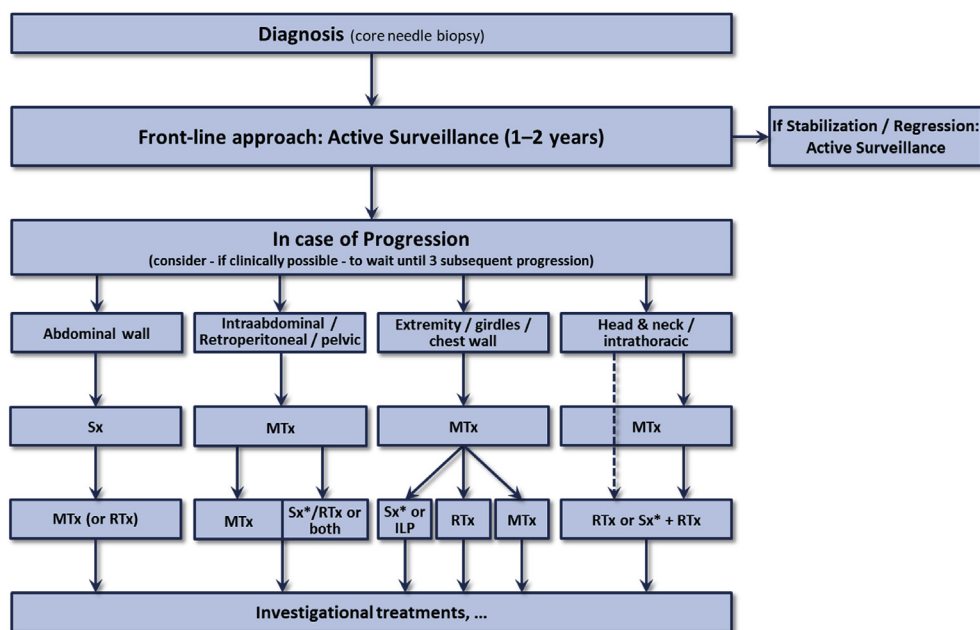 Diagnosis (core needle biopsy)
Front-line approach: Active Surveillance (1–2 years)
If Stabilization / Regression:
Active Surveillance
In case of Progression
(consider - if clinically possible - to wait until 3 subsequent progression)
Abdominal wall
Intraabdominal /
Retroperitoneal / pelvic
Extremity / girdles /
chest wall
Head & neck /
intrathoracic
Sx
MTx
MTx
MTx
MTx (or RTx)
MTx
Sx*/RTx or
both
Sx* or
ILP
RTx
MTx
RTx or Sx* + RTx
Investigational treatments, ...